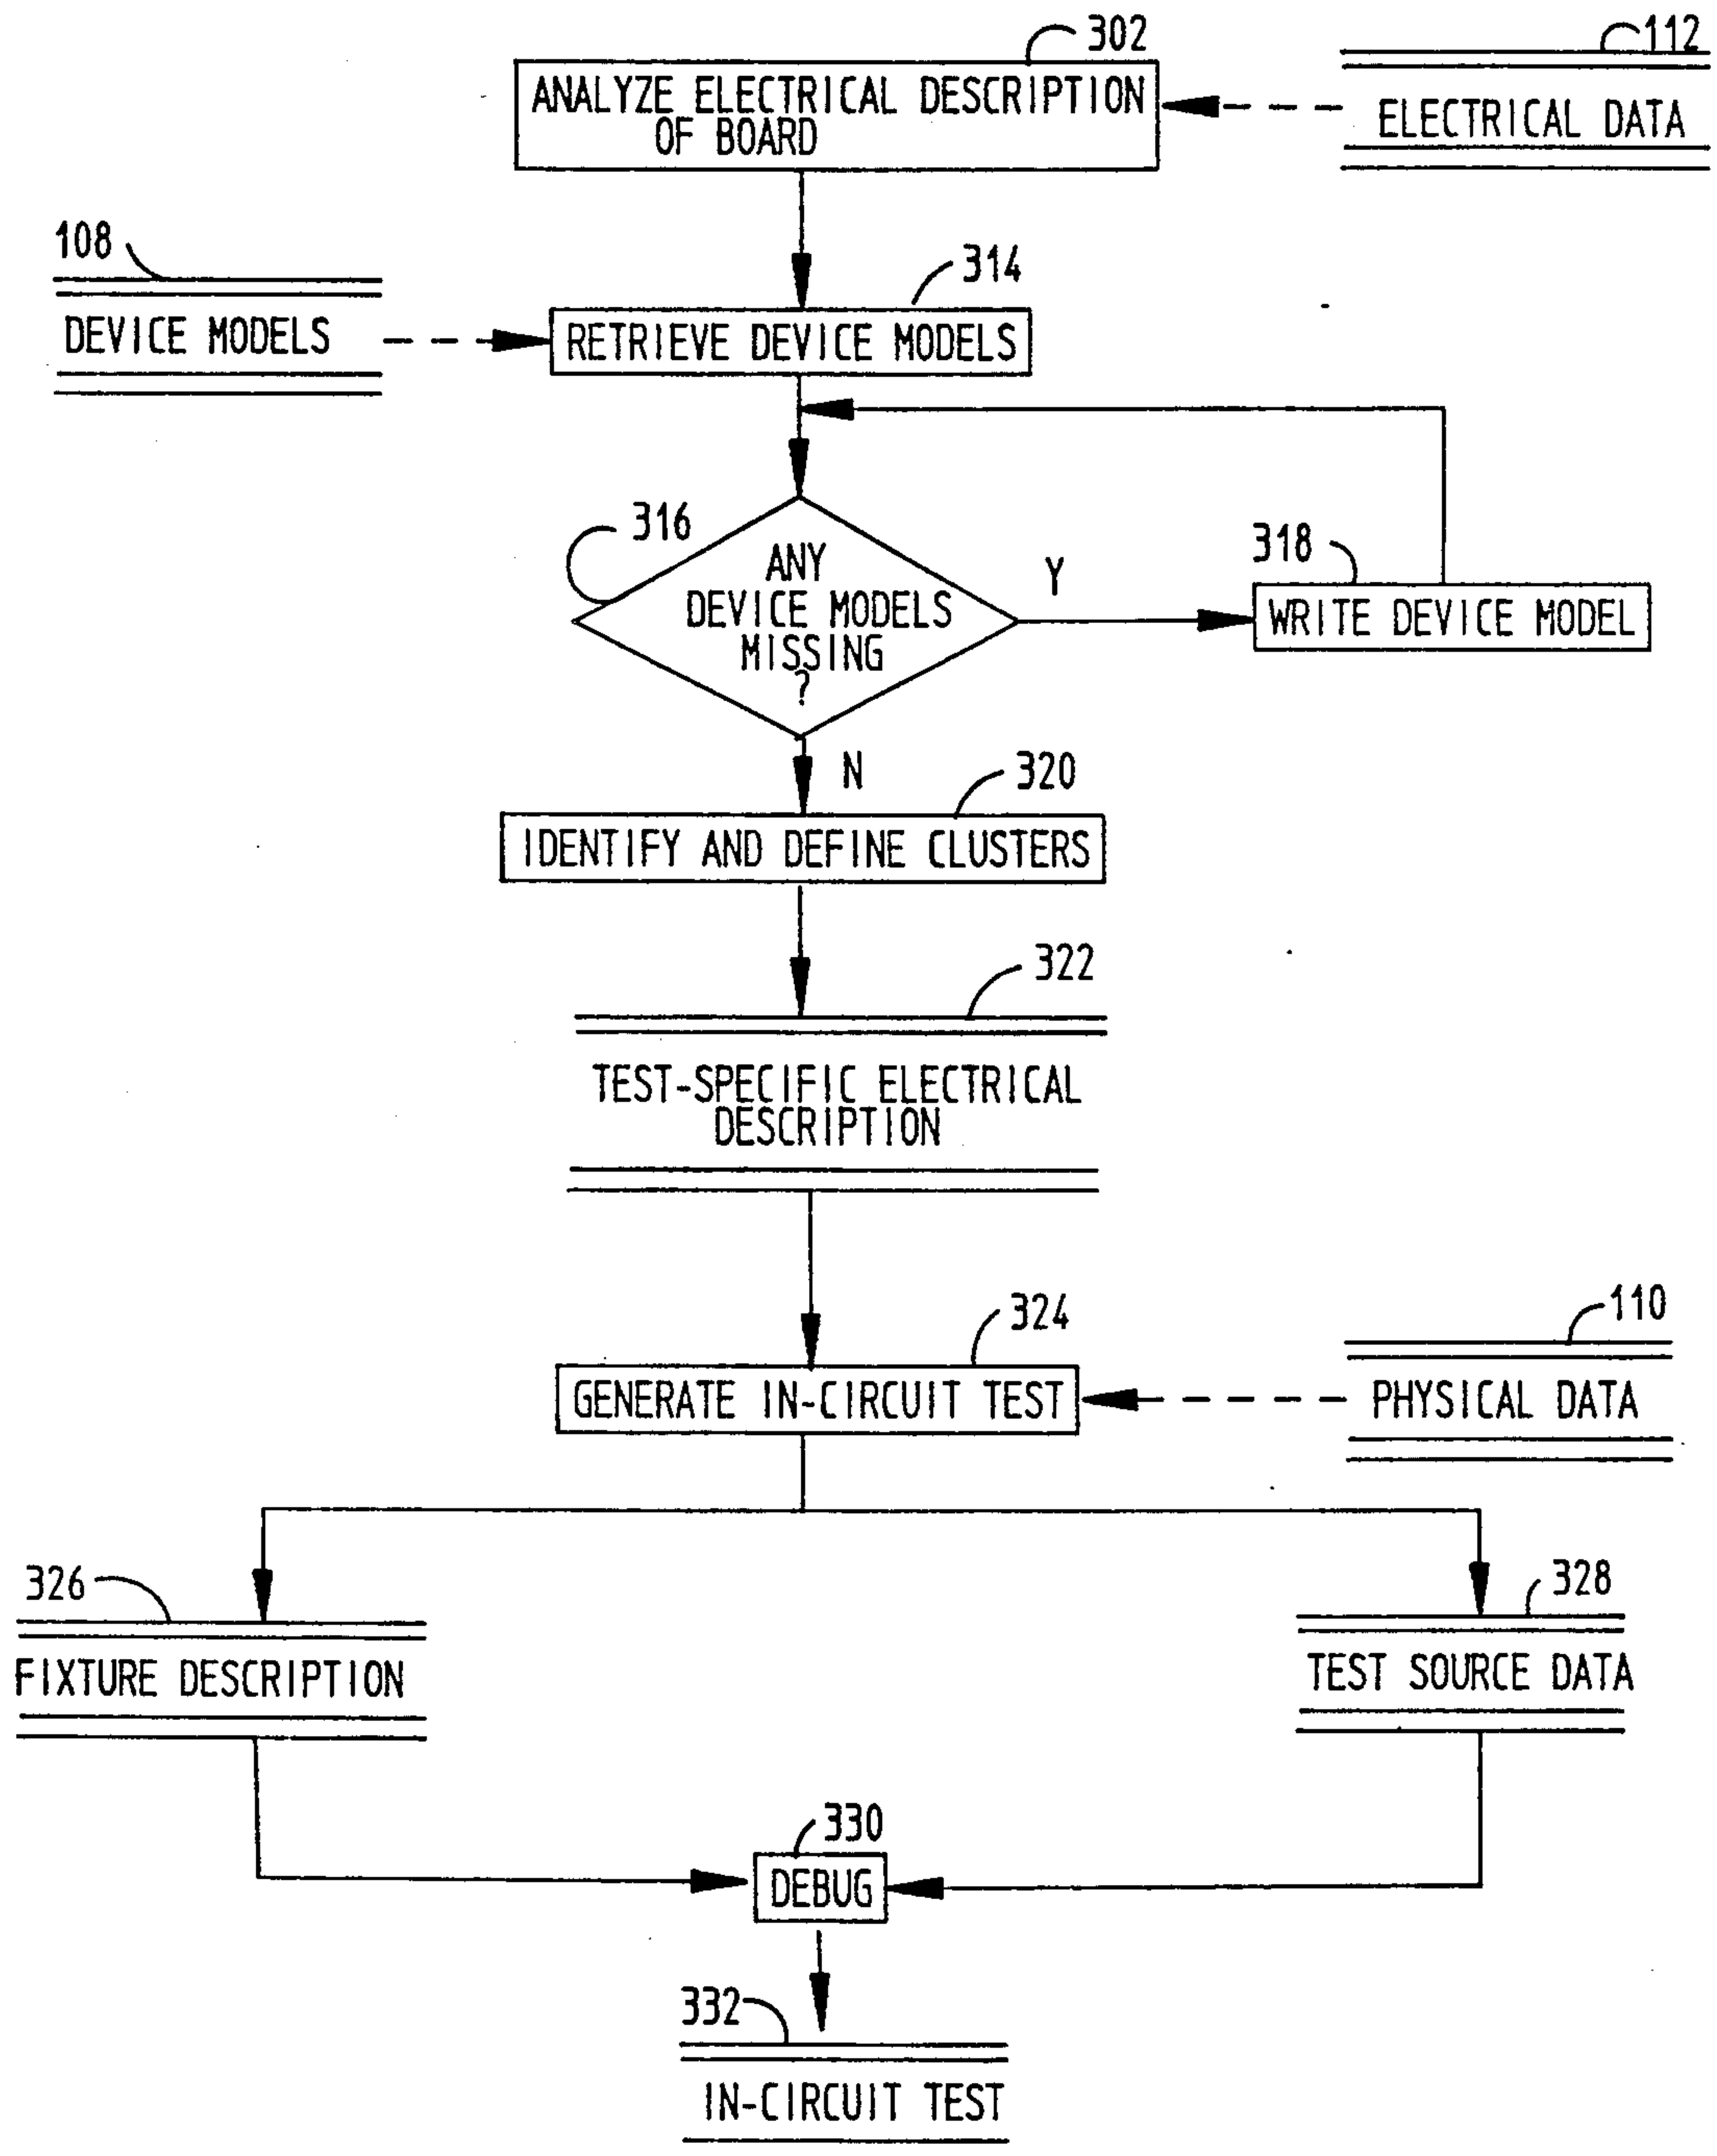 302
112
ANALYZE ELECTRICAL DESCRIPTION
OF BOARD
ELECTRICAL DATA
108
314
DEVICE MODELS
RETRIEVE DEVICE MODELS
316
ANY
DEVICE MODELS
MISSING
?
Y
318
WRITE DEVICE MODEL
N
320
IDENTIFY AND DEFINE CLUSTERS
322
TEST-SPECIFIC ELECTRICAL
DESCRIPTION
324
110
GENERATE IN-CIRCUIT TEST
PHYSICAL DATA
326
328
FIXTURE DESCRIPTION
TEST SOURCE DATA
330
DEBUG
332
IN-CIRCUIT TEST